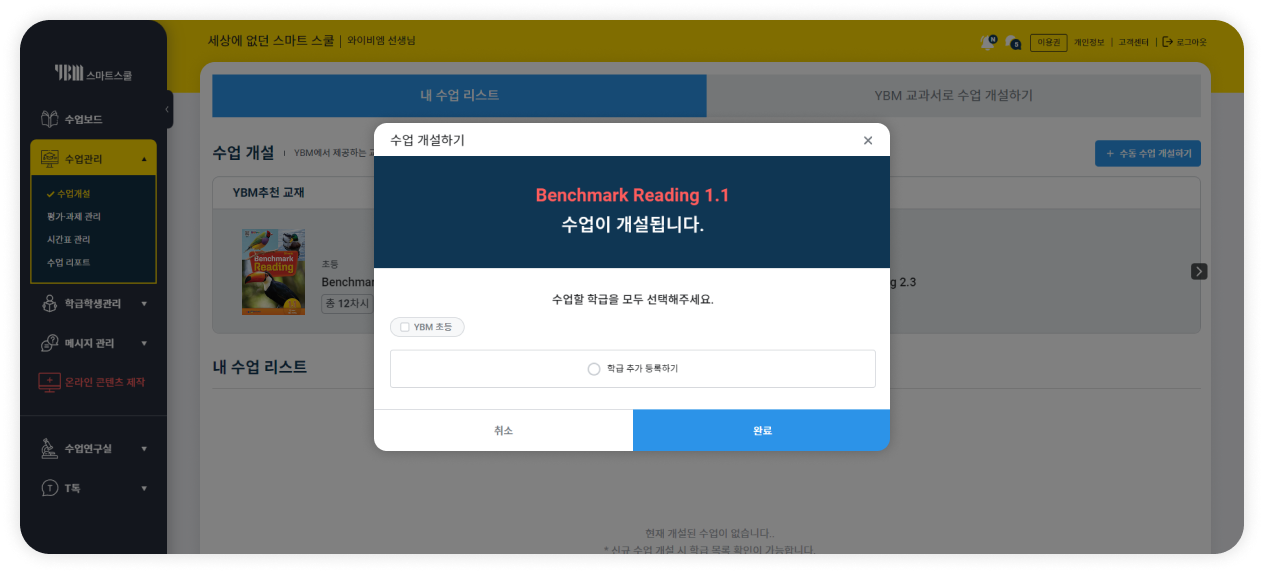 세상에 없던 스마트 스쿨 | 와이비엠 선생님
N
B
이용권
개인정보 | 고객센터 | 로그아웃
YBM 스마트스쿨
수업보드
수업관리
수업개설
평가·과제 관리
시간표 관리
수업 리포트
학급학생관리
메시지 관리
온라인 콘텐츠 제작
수업연구실
T톡
내 수업 리스트
YBM 교과서로 수업 개설하기
수업 개설
YBM에서 제공하는
+ 수동 수업 개설하기
YBM추천 교재
Benchmark
Reading
초등
Benchmar
총 12차시
g 2.3
수업 개설하기
Benchmark Reading 1.1
수업이 개설됩니다.
수업할 학급을 모두 선택해주세요.
YBM 초등
학급 추가 등록하기
취소
완료
내 수업 리스트
현재 개설된 수업이 없습니다..
* 신규 수업 개설 시 학급 목록 확인이 가능합니다.